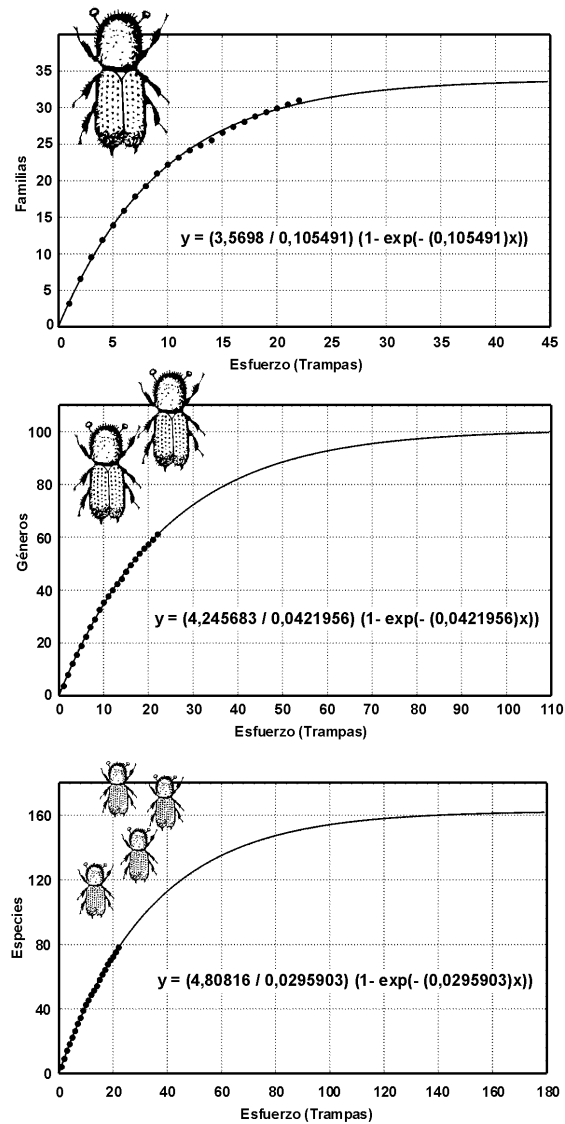 35
30
25
20
15
10
5
0
Familias
y = (3,5698 / 0,105491) (1- exp(- (0,105491)x))
0 5 10 15 20 25 30 35 40 45
Esfuerzo (Trampas)
100
80
60
40
20
0
Géneros
y = (4,245683 / 0,0421956) (1- exp(- (0,0421956)x))
0 10 20 30 40 50 60 70 80 90 100 110
Esfuerzo (Trampas)
160
120
80
40
0
Especies
y = (4,80816 / 0,0295903) (1- exp(- (0,0295903)x))
0 20 40 60 80 100 120 140 160 180
Esfuerzo (Trampas)